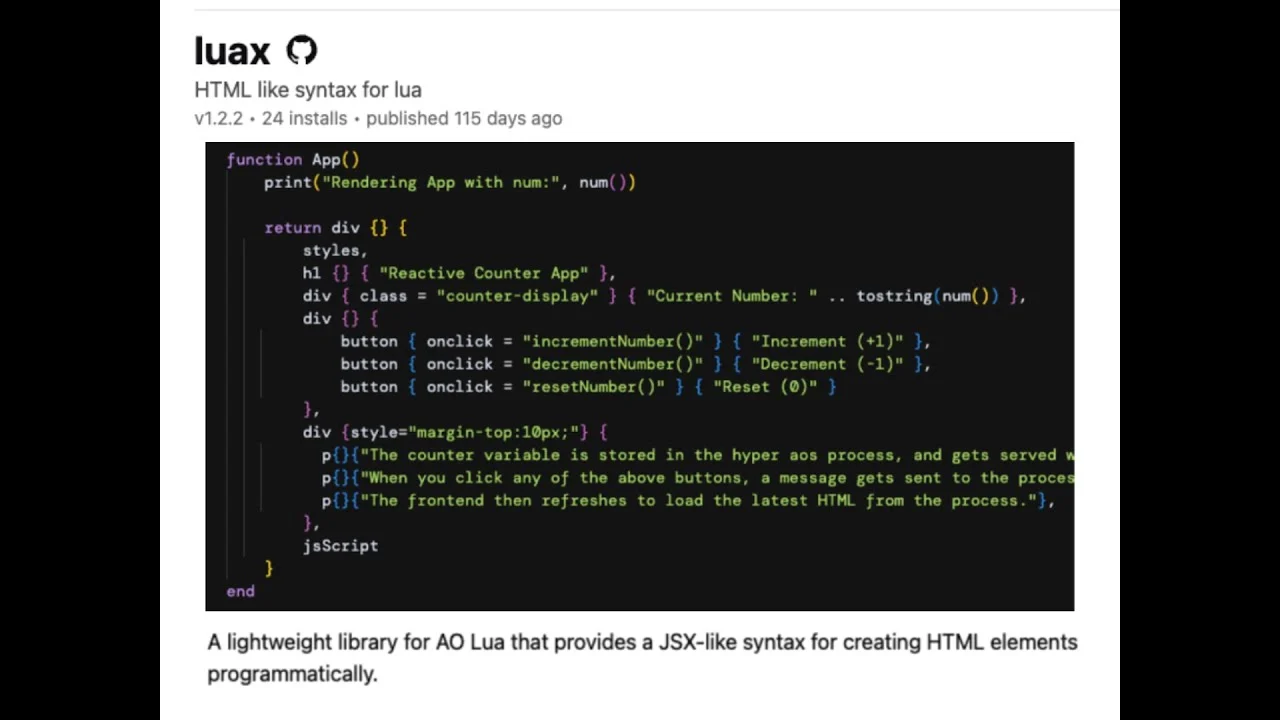 luax
HTML like syntax for lua
v1.2.2 • 24 installs • published 115 days ago
function App()
print("Rendering App with num:", num())
return div {} {
styles,
h1 {} { "Reactive Counter App" },
div { class = "counter-display" } { "Current Number: " .. tostring(num()) },
div {} {
button { onclick = "incrementNumber()" } { "Increment (+1)" },
button { onclick = "decrementNumber()" } { "Decrement (-1)" },
button { onclick = "resetNumber()" } { "Reset (0)" }
},
div {style="margin-top:10px;"} {
p{}{"The counter variable is stored in the hyper aos process, and gets served w
p{}{"When you click any of the above buttons, a message gets sent to the proces
p{}{"The frontend then refreshes to load the latest HTML from the process."},
},
jsScript
}
end
A lightweight library for AO Lua that provides a JSX-like syntax for creating HTML elements
programmatically.